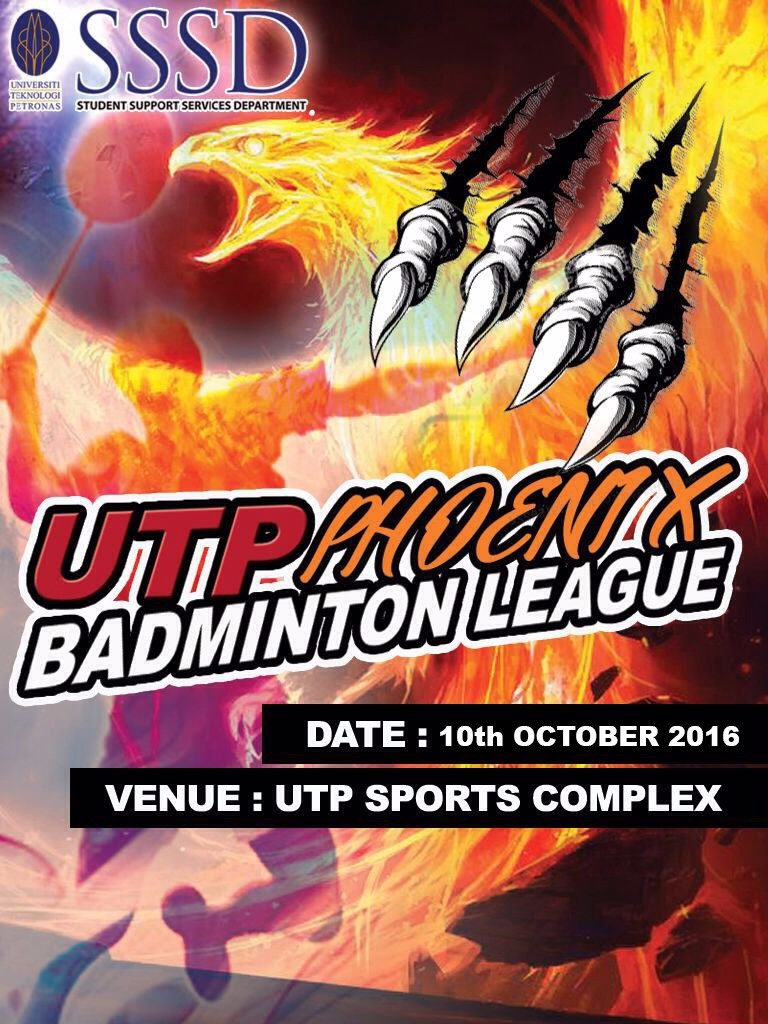 SSSD
UNIVERSITI
TEKNOLOGI
PETRONAS
STUDENT SUPPORT SERVICES DEPARTMENT
UTP PHOENIX
BADMINTON LEAGUE
DATE : 10th OCTOBER 2016
VENUE : UTP SPORTS COMPLEX